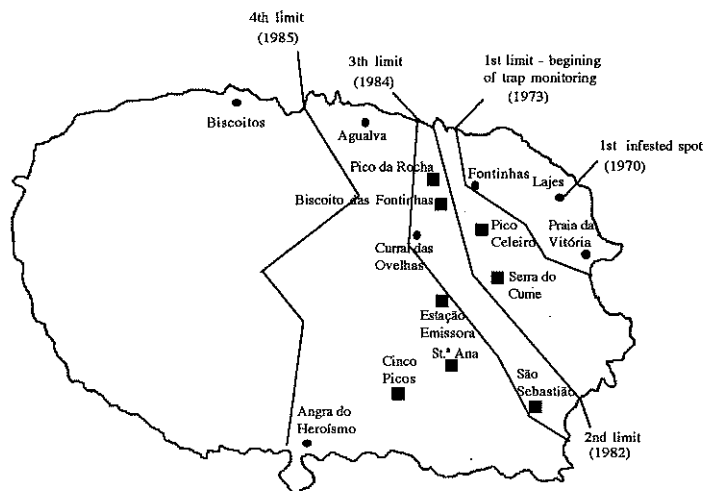 4th limit
(1985)
3th limit
(1984)
1st limit - begining
of trap monitoring
(1973)
1st infested spot
(1970)
Biscoitos
Agualva
Pico da Rocha
Fontinhas
Lajes
Biscoito das Fontinhas
Pico
Celeiro
Praia da
Vitória
Curral das
Ovelhas
Serra do
Cume
Estação
Emissora
St.ª Ana
Cinco
Picos
São
Sebastião
Angra do
Heroísmo
2nd limit
(1982)